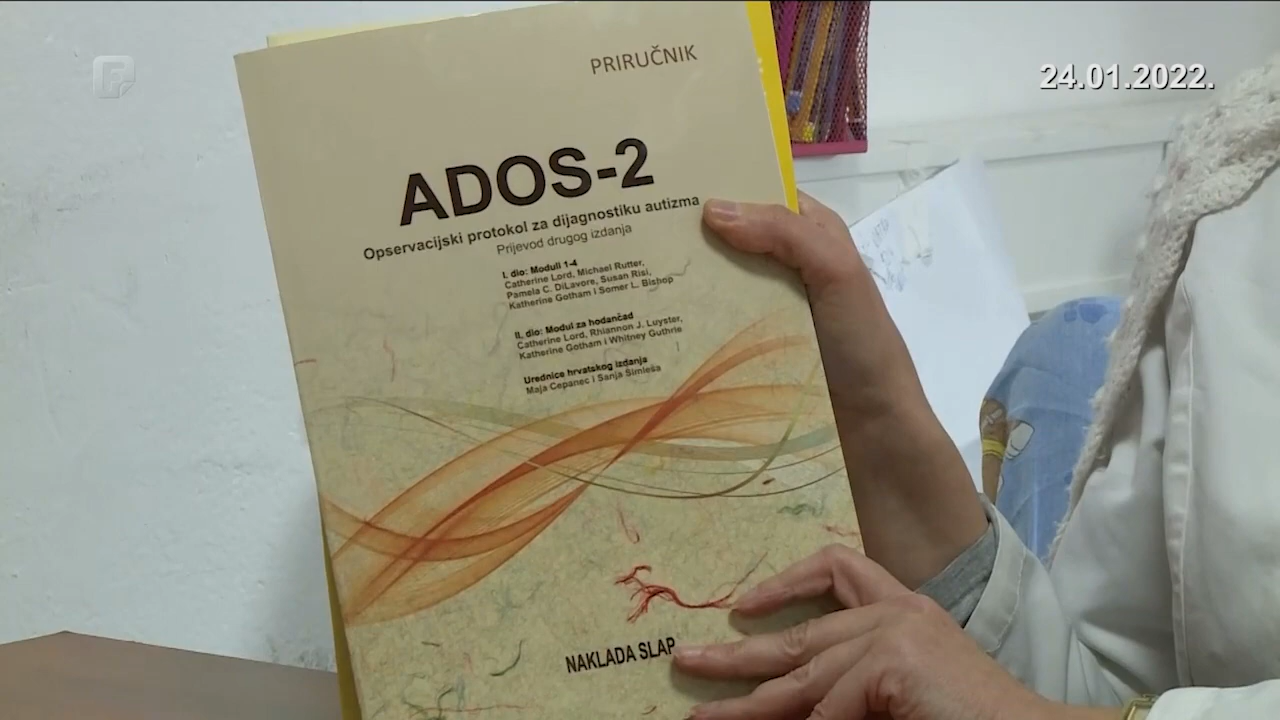 24.01.2022.
PRIRUČNIK
ADOS-2
Opservacijski protokol za dijagnostiku autizma
Prijevod drugog izdanja
I. dio: Moduli 1-4
Catherine Lord, Michael Rutter,
Pamela C. DiLavore, Susan Risi,
Katherine Gotham i Somer L. Bishop
II. dio: Modul za hodančad
Catherine Lord, Rhiannon J. Luyster,
Katherine Gotham i Whitney Guthrie
Urednice hrvatskog izdanja
Maja Cepanec i Sanja Šimleša
NAKLADA SLAP